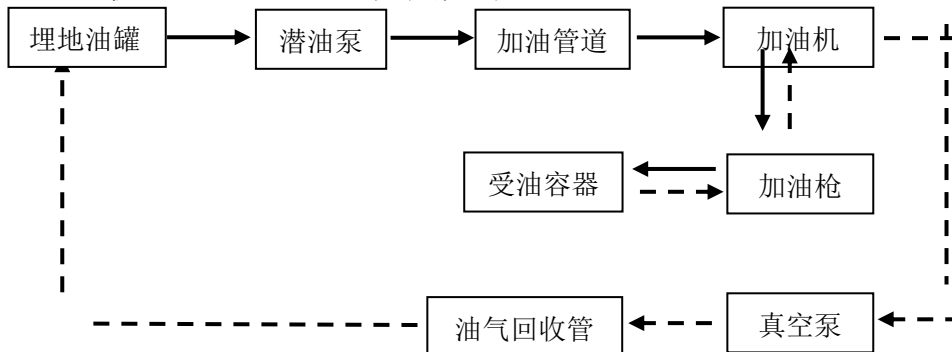 埋地油罐
潜油泵
加油管道
加油机
受油容器
加油枪
油气回收管
真空泵